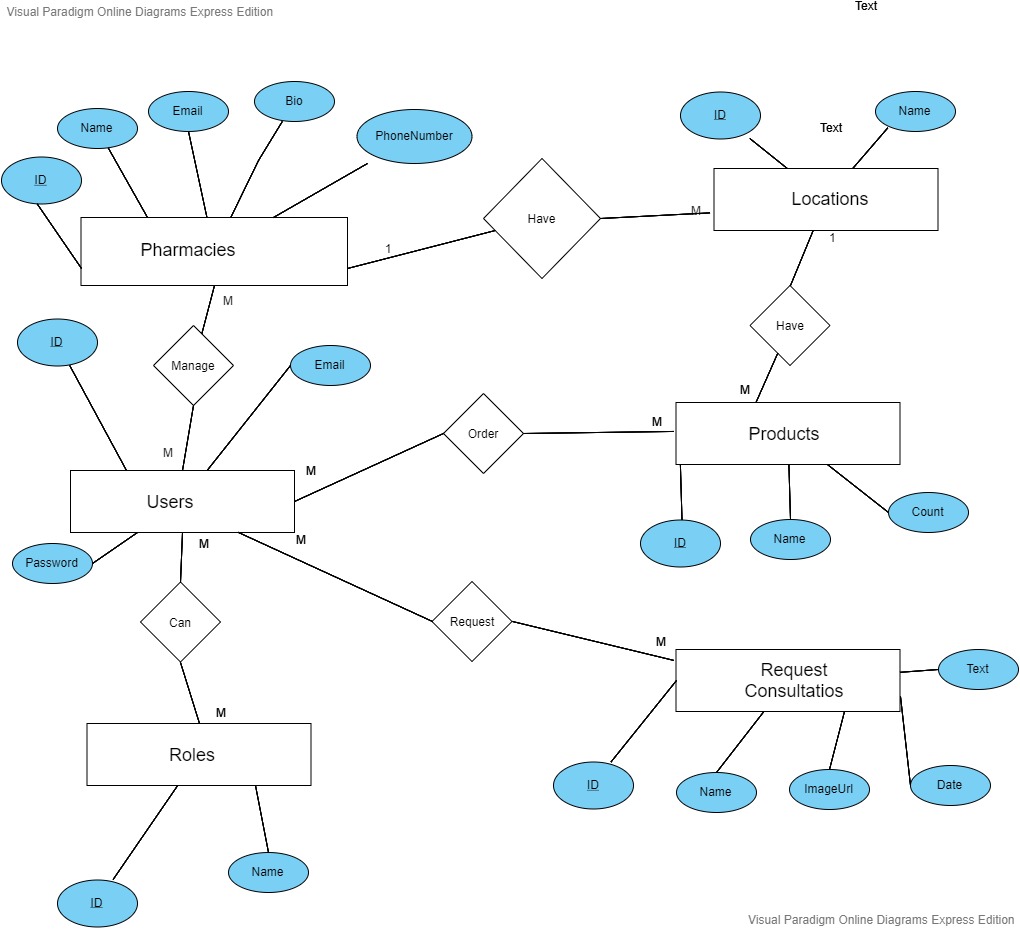 Visual Paradigm Online Diagrams Express Edition
Text
Bio
Email
Name
PhoneNumber
ID
ID
Name
Text
Pharmacies
Have
Locations
M
1
1
M
Have
ID
Manage
Email
M
M
Order
M
Products
M
Users
M
M
ID
Name
Count
Password
Can
Request
M
M
Request
Consultatios
Text
Roles
ID
Name
ImageUrl
Date
ID
Name
Visual Paradigm Online Diagrams Express Edition